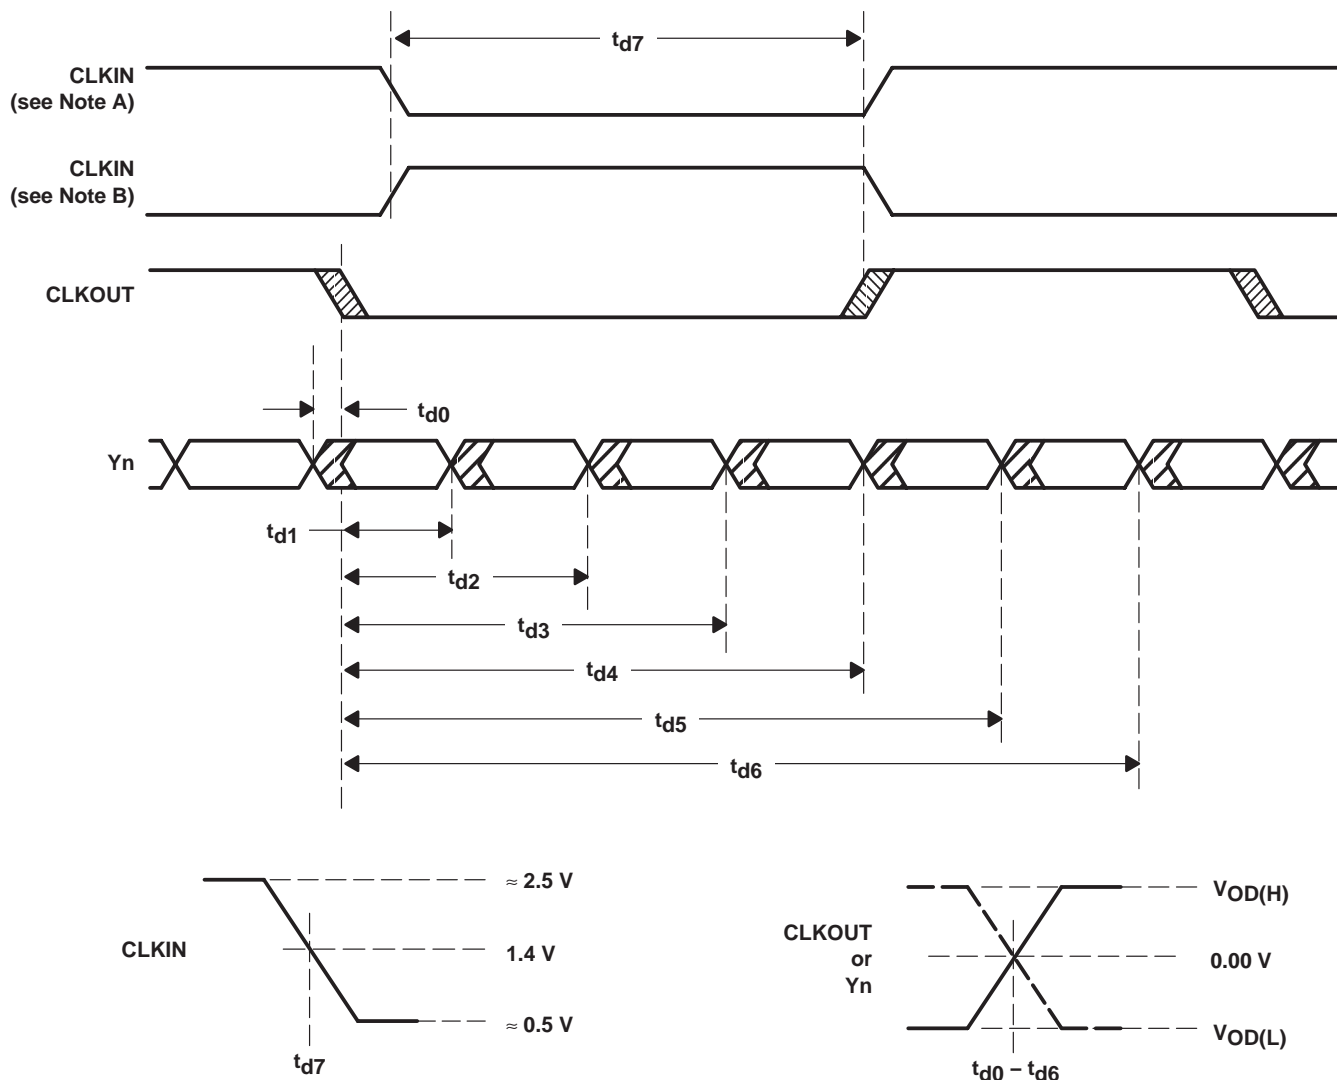 td7
CLKIN
(see Note A)
CLKIN
(see Note B)
CLKOUT
td0
Yn
td1
td2
td3
td4
td5
td6
≈ 2.5 V
CLKIN
1.4 V
≈ 0.5 V
td7
VOD(H)
CLKOUT
or
Yn
0.00 V
VOD(L)
td0 – td6